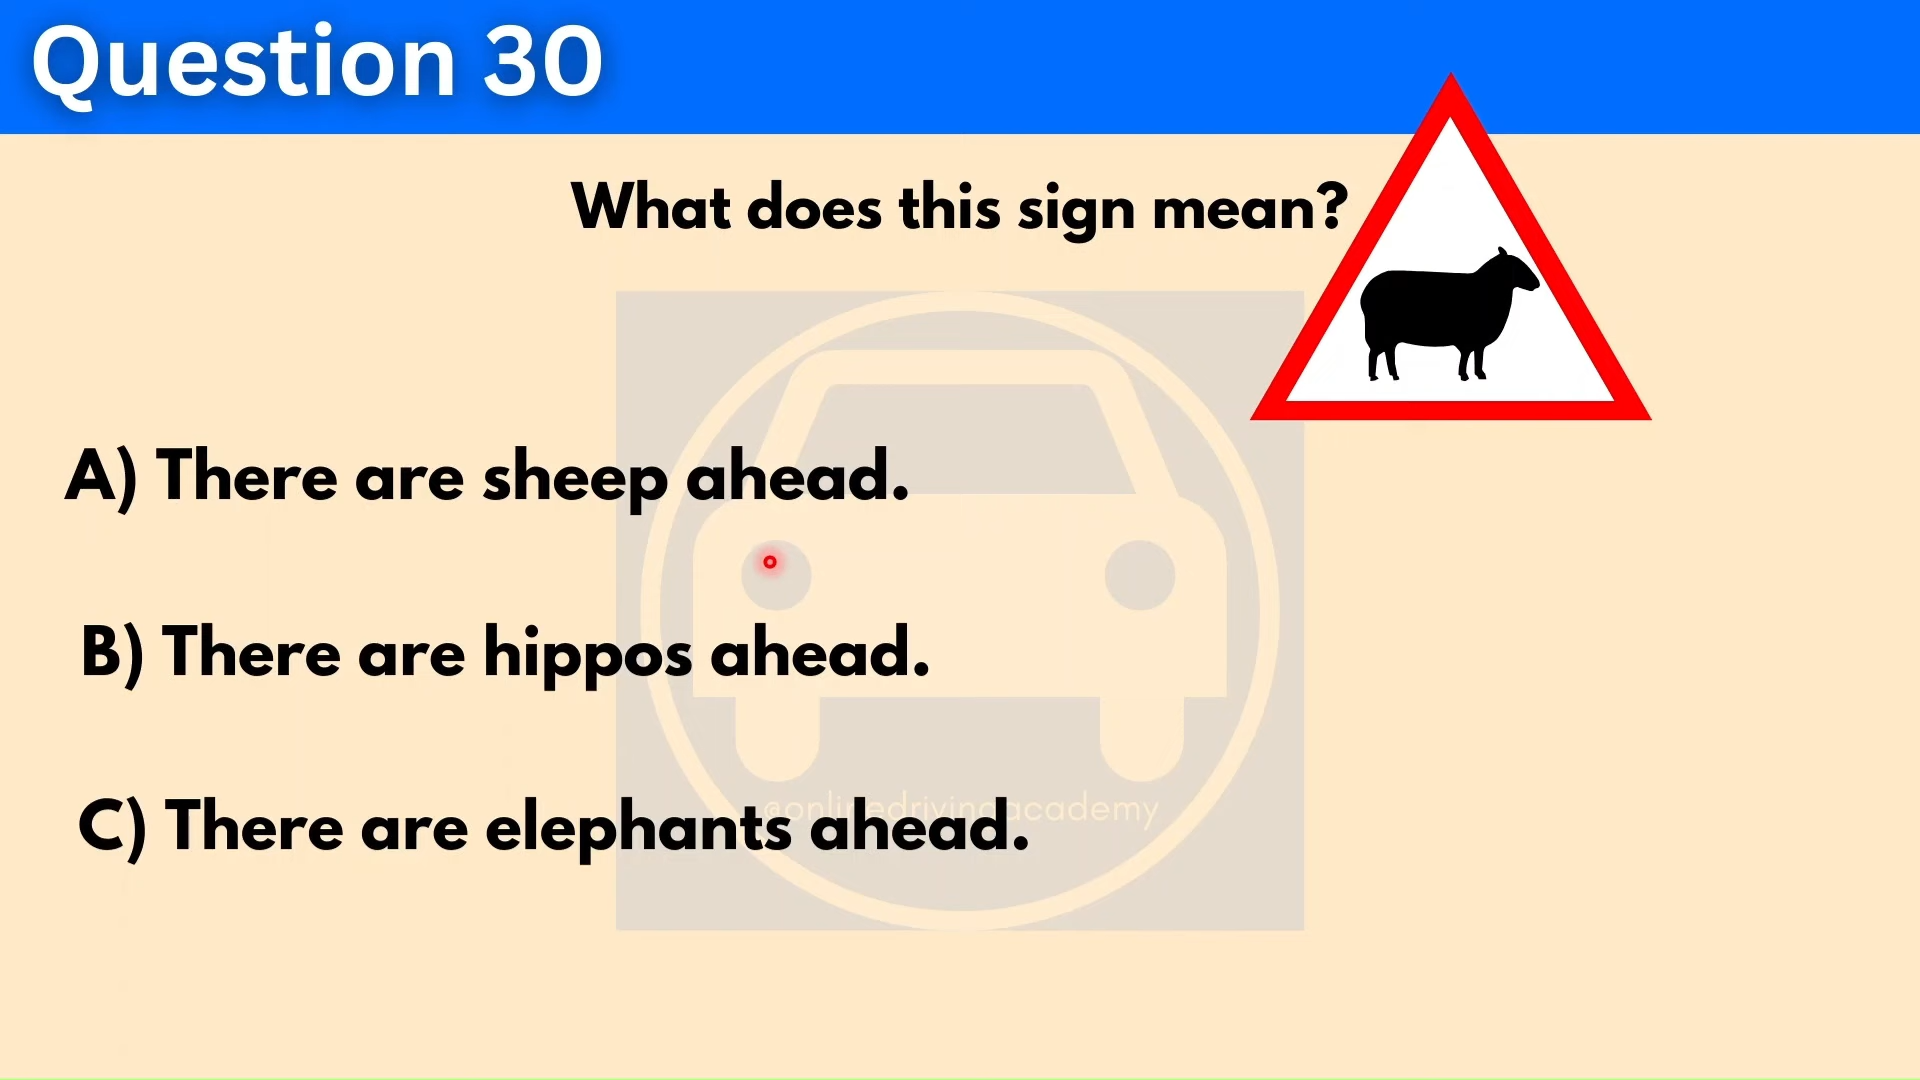 Question 30
What does this sign mean?
A) There are sheep ahead.
B) There are hippos ahead.
C) There are elephants ahead.
@onlinedrivingacademy